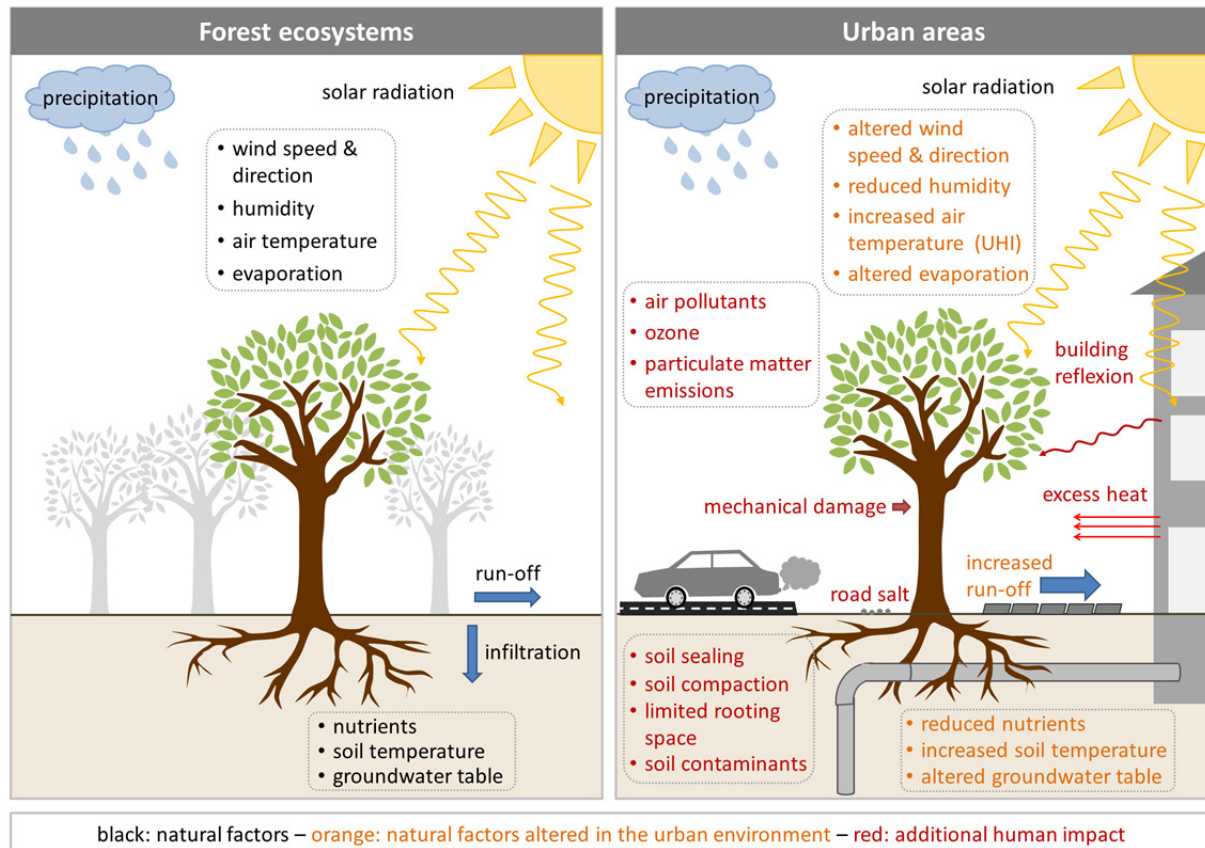 Forest ecosystems
precipitation
solar radiation
• wind speed &
direction
• humidity
• air temperature
• evaporation
run-off
infiltration
• nutrients
• soil temperature
• groundwater table
Urban areas
precipitation
solar radiation
• altered wind
speed & direction
• reduced humidity
• increased air
temperature (UHI)
• altered evaporation
• air pollutants
• ozone
• particulate matter
emissions
building
reflexion
mechanical damage
excess heat
road salt
increased
run-off
• soil sealing
• soil compaction
• limited rooting
space
• soil contaminants
• reduced nutrients
• increased soil temperature
• altered groundwater table
black: natural factors – orange: natural factors altered in the urban environment – red: additional human impact